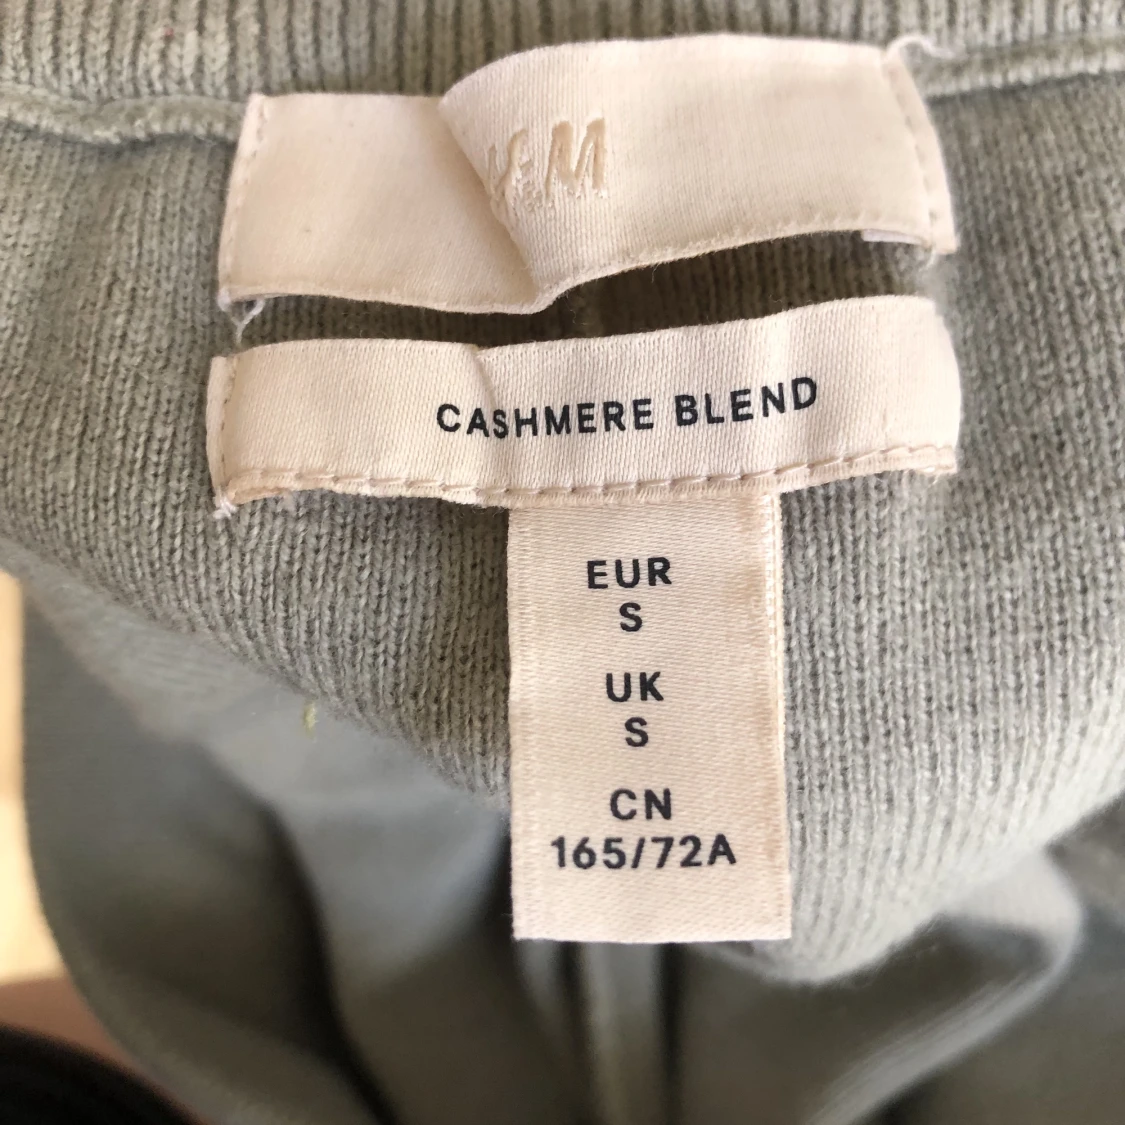 H&M
CASHMERE BLEND
EUR
S
UK
S
CN
165/72A